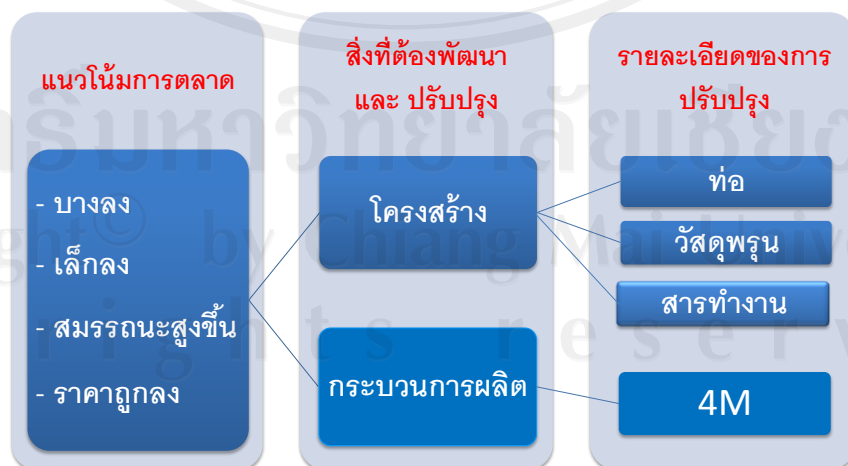 แนวโน้มการตลาด
- บางลง
- เล็กลง
- สมรรถนะสูงขึ้น
- ราคาถูกลง
สิ่งที่ต้องพัฒนา
และ ปรับปรุง
โครงสร้าง
กระบวนการผลิต
รายละเอียดของการ
ปรับปรุง
ท่อ
วัสดุพรุน
สารทำงาน
4M
by Chiang Mai